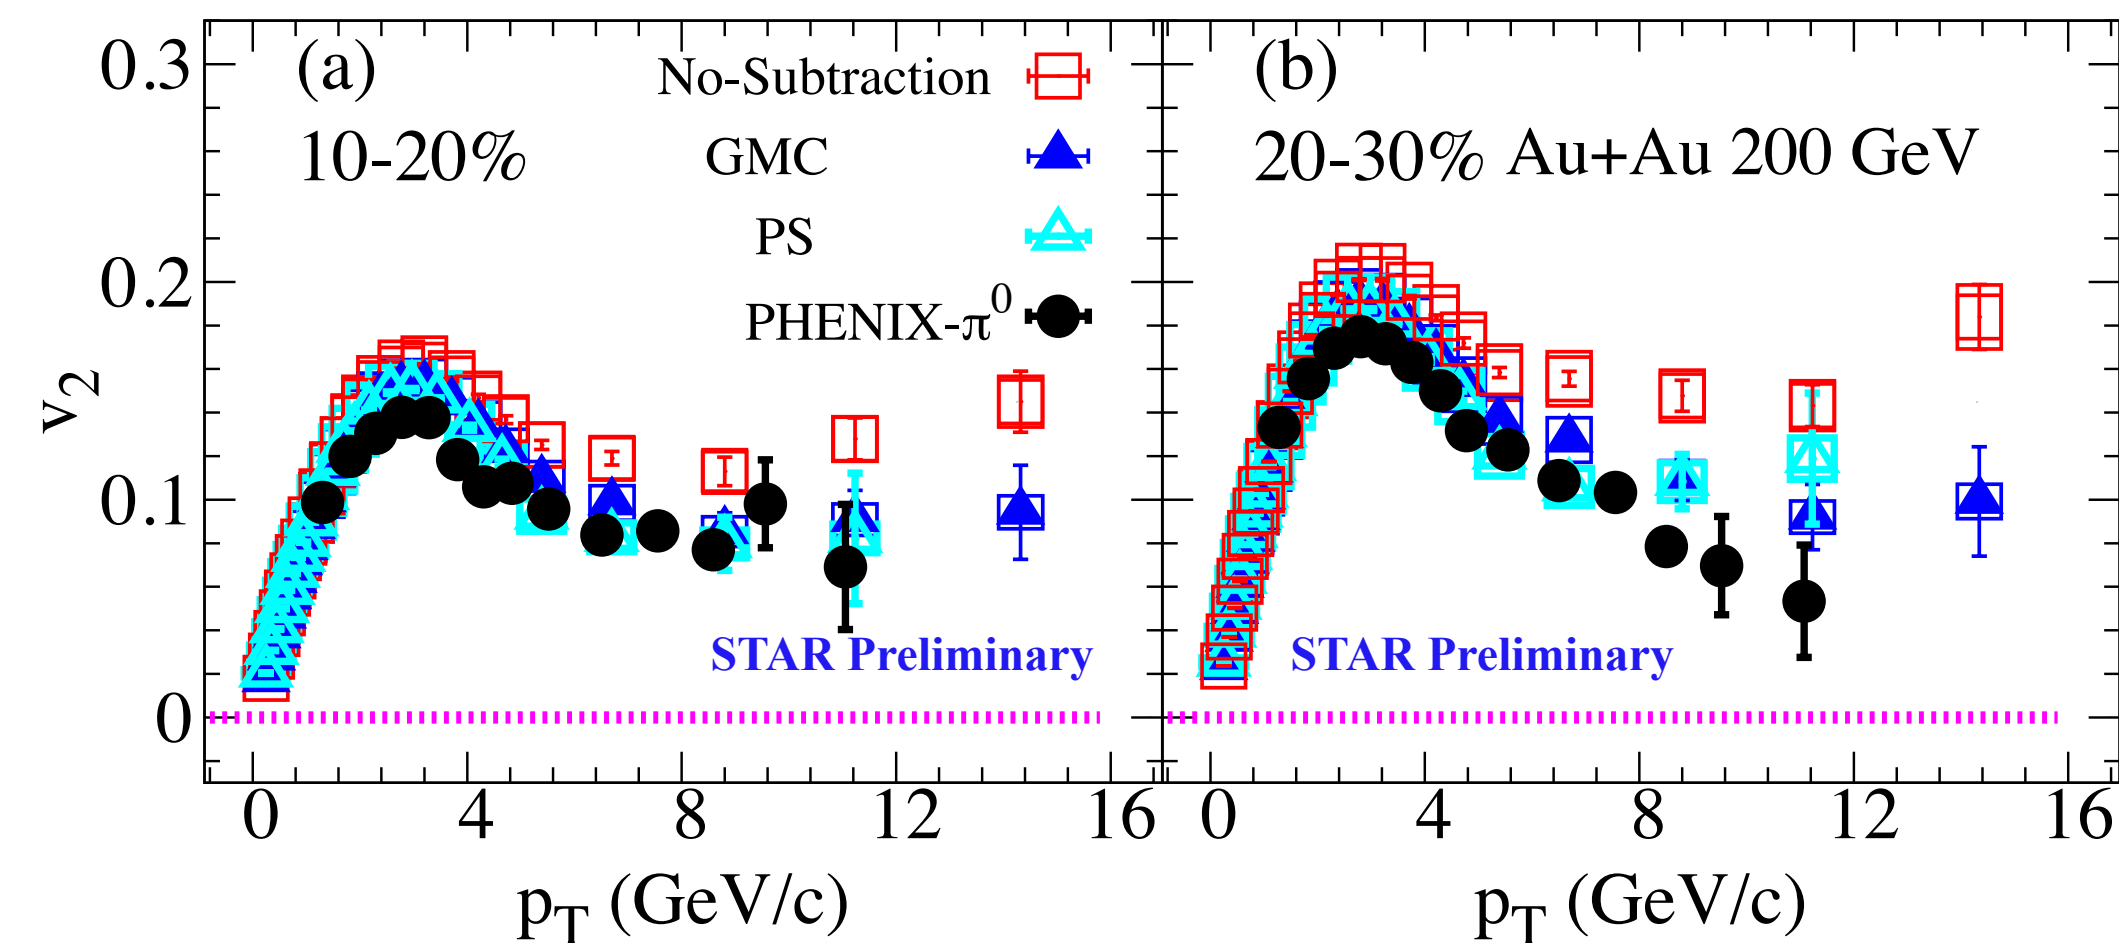 (a)
10-20%
No-Subtraction
GMC
PS
PHENIX-π⁰
STAR Preliminary
0.3
0.2
0.1
0
v₂
0 4 8 12 16
p_T (GeV/c)
(b)
20-30% Au+Au 200 GeV
STAR Preliminary
0 4 8 12 16
p_T (GeV/c)